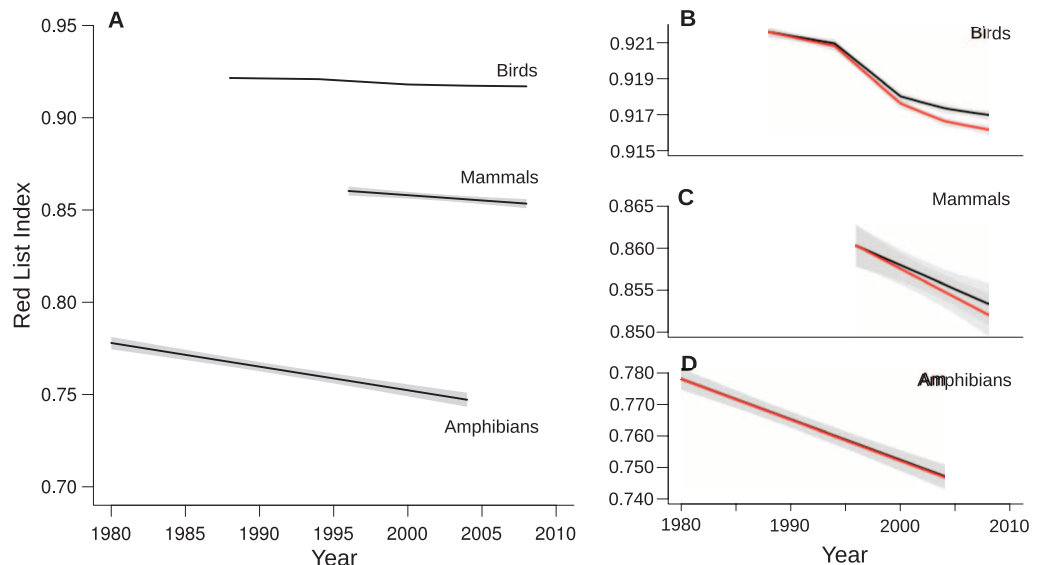 A
0.95
0.90
0.85
0.80
0.75
0.70
Red List Index
Birds
Mammals
Amphibians
1980 1985 1990 1995 2000 2005 2010
Year
B
Birds
0.921
0.919
0.917
0.915
C
Mammals
0.865
0.860
0.855
0.850
D
Amphibians
0.780
0.770
0.760
0.750
0.740
1980 1990 2000 2010
Year